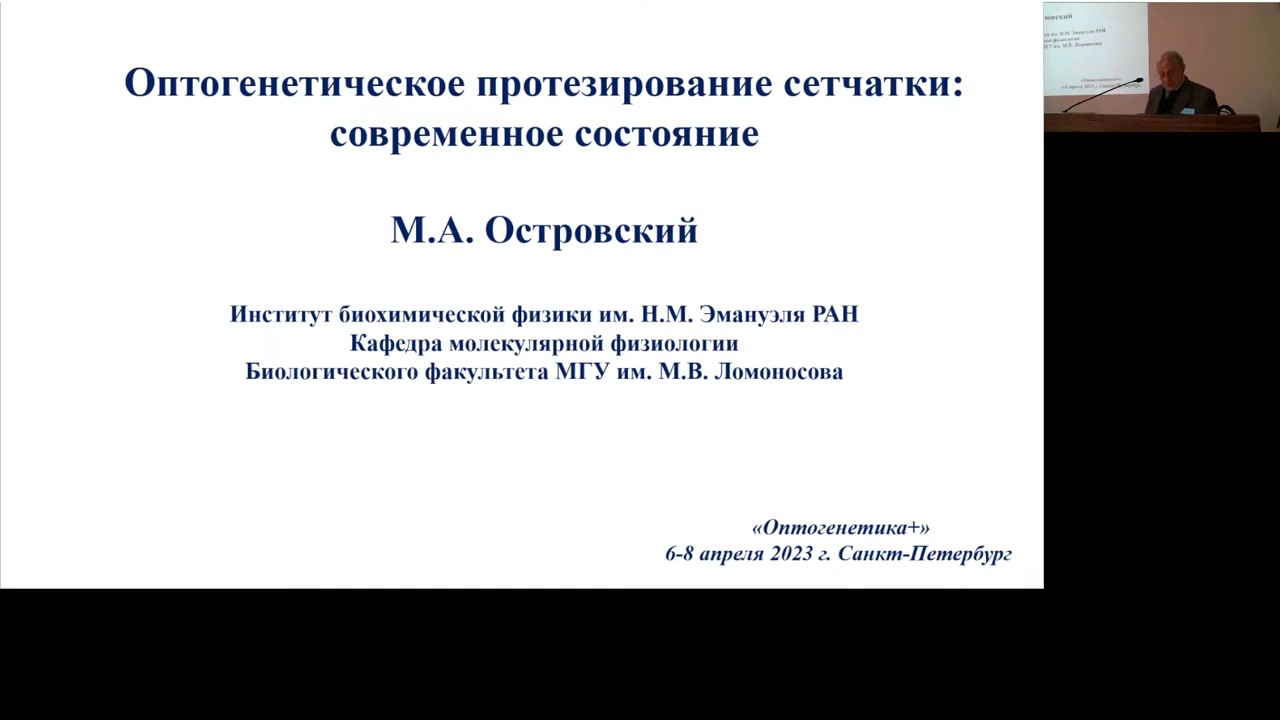 Оптогенетическое протезирование сетчатки:
современное состояние
М.А. Островский
Институт биохимической физики им. Н.М. Эмануэля РАН
Кафедра молекулярной физиологии
Биологического факультета МГУ им. М.В. Ломоносова
«Оптогенетика+»
6-8 апреля 2023 г. Санкт-Петербург